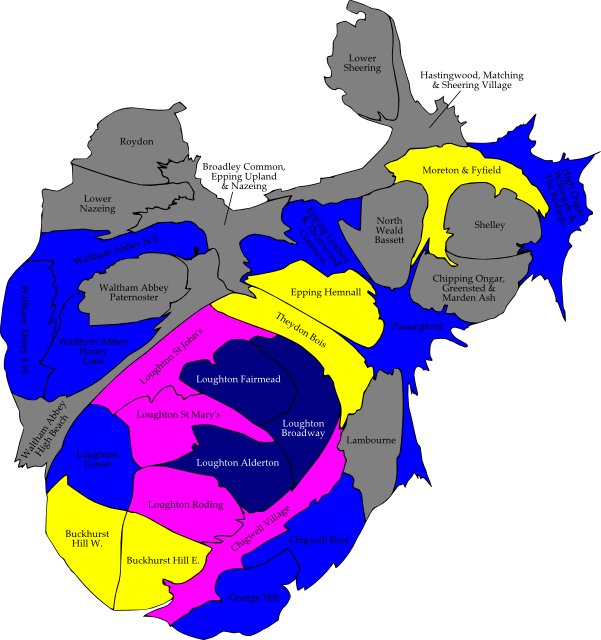 Lower
Sheering
Hastingwood, Matching
& Sheering Village
Roydon
Broadley Common,
Epping Upland
& Nazeing
Moreton & Fyfield
High Ongar,
Willingale &
The Rodings
Lower
Nazeing
North
Weald
Bassett
Shelley
Epping Lindsey
& Thornwood
Common
Waltham Abbey N.E.
Waltham Abbey
Paternoster
Chipping Ongar,
Greensted &
Marden Ash
Epping Hemnall
Waltham Abbey S.W.
Waltham Abbey
Honey
Lane
Theydon Bois
Passingford
Loughton St John's
Loughton Fairmead
Loughton St Mary's
Loughton
Broadway
Waltham Abbey
High Beach
Lambourne
Loughton
Forest
Loughton Alderton
Loughton Roding
Chigwell Village
Buckhurst
Hill W.
Chigwell Row
Buckhurst Hill E.
Grange Hill